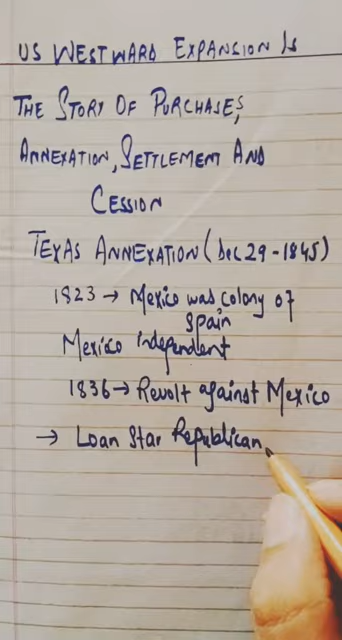 US WESTWARD EXPANSION IS
THE STORY OF PURCHASES,
ANNEXATION, SETTLEMENT AND
CESSION
TEXAS ANNEXATION (Dec 29-1845)
1823 → Mexico was colony of
Spain
Mexico independent
1836 → Revolt against Mexico
→ Loan Star Republican